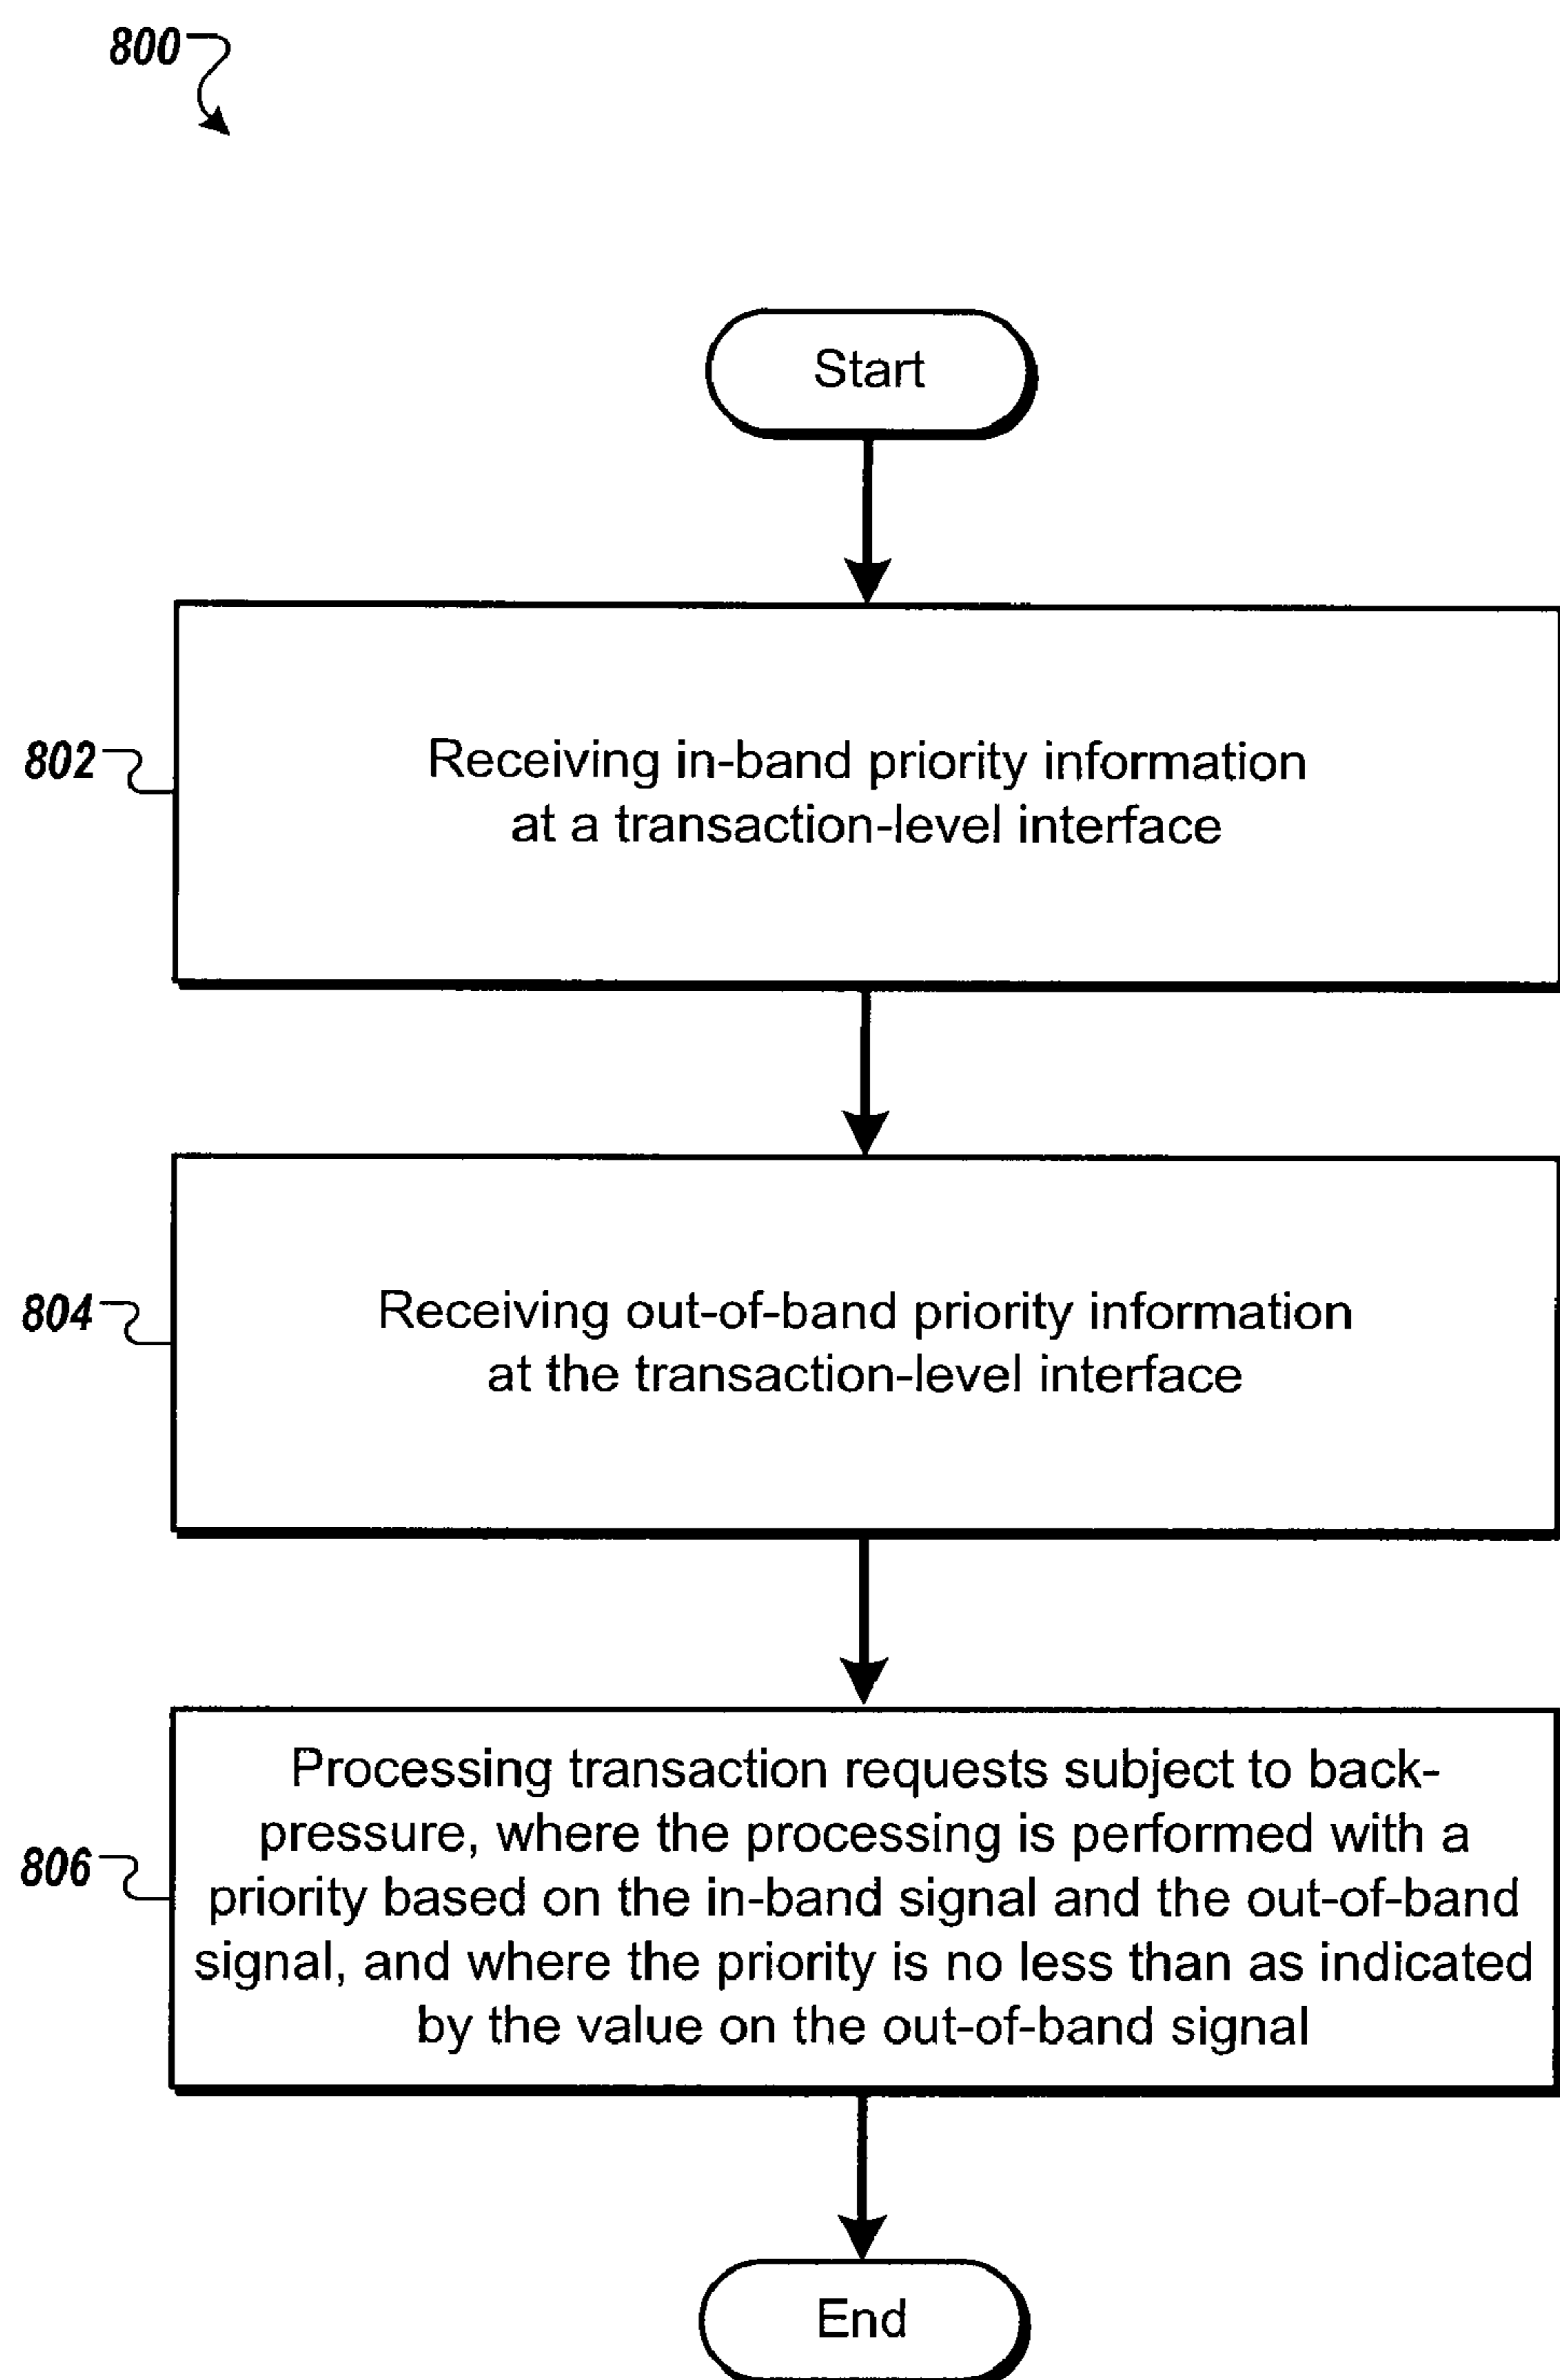 800
Start
802
Receiving in-band priority information
at a transaction-level interface
804
Receiving out-of-band priority information
at the transaction-level interface
806
Processing transaction requests subject to back-
pressure, where the processing is performed with a
priority based on the in-band signal and the out-of-band
signal, and where the priority is no less than as indicated
by the value on the out-of-band signal
End